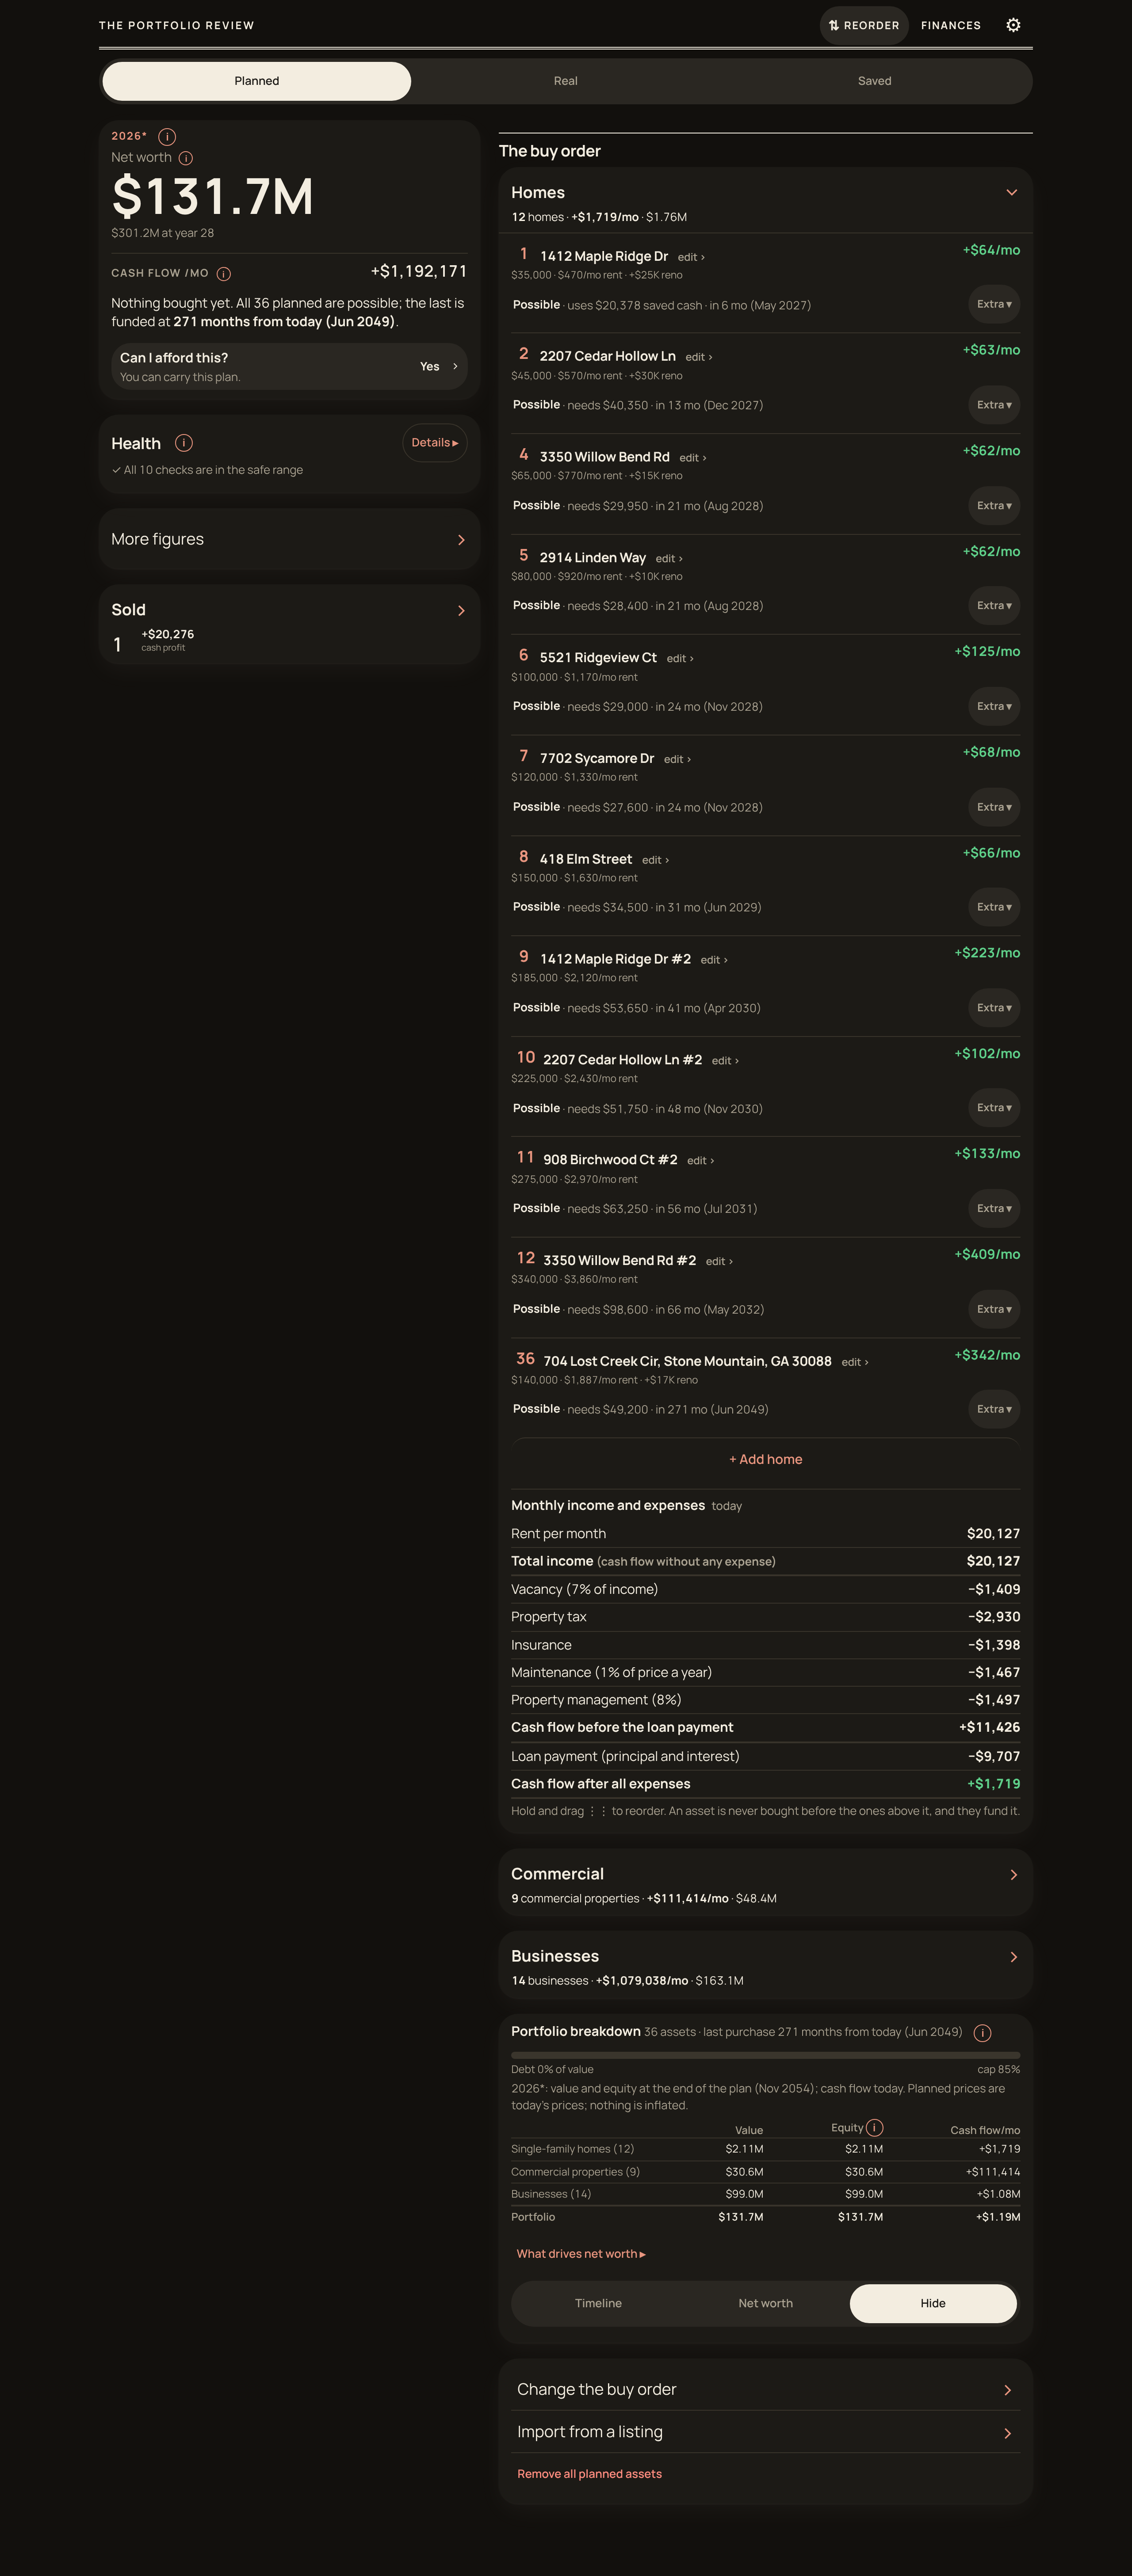 THE PORTFOLIO REVIEW
⇅ REORDER
FINANCES
Planned
Real
Saved
2026*
Net worth
$131.7M
$301.2M at year 28
CASH FLOW /MO
+$1,192,171
Nothing bought yet. All 36 planned are possible; the last is
funded at 271 months from today (Jun 2049).
Can I afford this?
You can carry this plan.
Yes ›
Health
Details ▸
✓ All 10 checks are in the safe range
More figures
Sold
1
+$20,276
cash profit
The buy order
Homes
12 homes · +$1,719/mo · $1.76M
1 1412 Maple Ridge Dr edit › +$64/mo
$35,000 · $470/mo rent · +$25K reno
Possible · uses $20,378 saved cash · in 6 mo (May 2027) Extra ▾
2 2207 Cedar Hollow Ln edit › +$63/mo
$45,000 · $570/mo rent · +$30K reno
Possible · needs $40,350 · in 13 mo (Dec 2027) Extra ▾
4 3350 Willow Bend Rd edit › +$62/mo
$65,000 · $770/mo rent · +$15K reno
Possible · needs $29,950 · in 21 mo (Aug 2028) Extra ▾
5 2914 Linden Way edit › +$62/mo
$80,000 · $920/mo rent · +$10K reno
Possible · needs $28,400 · in 21 mo (Aug 2028) Extra ▾
6 5521 Ridgeview Ct edit › +$125/mo
$100,000 · $1,170/mo rent
Possible · needs $29,000 · in 24 mo (Nov 2028) Extra ▾
7 7702 Sycamore Dr edit › +$68/mo
$120,000 · $1,330/mo rent
Possible · needs $27,600 · in 24 mo (Nov 2028) Extra ▾
8 418 Elm Street edit › +$66/mo
$150,000 · $1,630/mo rent
Possible · needs $34,500 · in 31 mo (Jun 2029) Extra ▾
9 1412 Maple Ridge Dr #2 edit › +$223/mo
$185,000 · $2,120/mo rent
Possible · needs $53,650 · in 41 mo (Apr 2030) Extra ▾
10 2207 Cedar Hollow Ln #2 edit › +$102/mo
$225,000 · $2,430/mo rent
Possible · needs $51,750 · in 48 mo (Nov 2030) Extra ▾
11 908 Birchwood Ct #2 edit › +$133/mo
$275,000 · $2,970/mo rent
Possible · needs $63,250 · in 56 mo (Jul 2031) Extra ▾
12 3350 Willow Bend Rd #2 edit › +$409/mo
$340,000 · $3,860/mo rent
Possible · needs $98,600 · in 66 mo (May 2032) Extra ▾
36 704 Lost Creek Cir, Stone Mountain, GA 30088 edit › +$342/mo
$140,000 · $1,887/mo rent · +$17K reno
Possible · needs $49,200 · in 271 mo (Jun 2049) Extra ▾
+ Add home
Monthly income and expenses today
Rent per month $20,127
Total income (cash flow without any expense) $20,127
Vacancy (7% of income) −$1,409
Property tax −$2,930
Insurance −$1,398
Maintenance (1% of price a year) −$1,467
Property management (8%) −$1,497
Cash flow before the loan payment +$11,426
Loan payment (principal and interest) −$9,707
Cash flow after all expenses +$1,719
Hold and drag ⋮⋮ to reorder. An asset is never bought before the ones above it, and they fund it.
Commercial
9 commercial properties · +$111,414/mo · $48.4M
Businesses
14 businesses · +$1,079,038/mo · $163.1M
Portfolio breakdown 36 assets · last purchase 271 months from today (Jun 2049)
Debt 0% of value cap 85%
2026*: value and equity at the end of the plan (Nov 2054); cash flow today. Planned prices are
today's prices; nothing is inflated.
Value Equity Cash flow/mo
Single-family homes (12) $2.11M $2.11M +$1,719
Commercial properties (9) $30.6M $30.6M +$111,414
Businesses (14) $99.0M $99.0M +$1.08M
Portfolio $131.7M $131.7M +$1.19M
What drives net worth ▸
Timeline
Net worth
Hide
Change the buy order
Import from a listing
Remove all planned assets